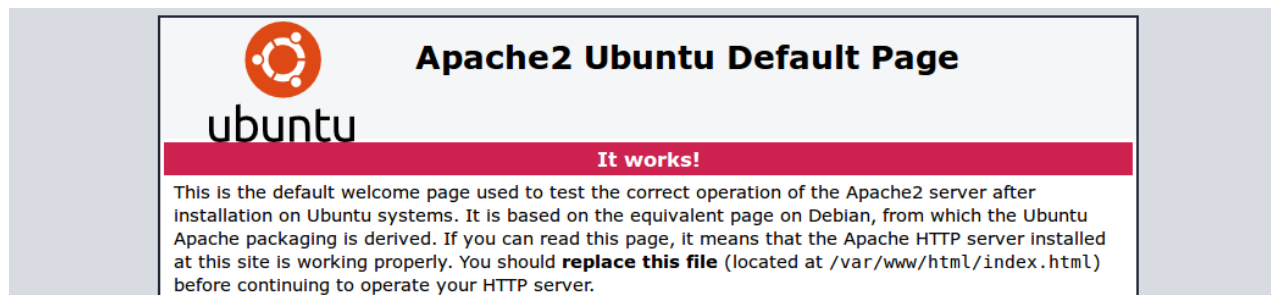 ubuntu
Apache2 Ubuntu Default Page
It works!
This is the default welcome page used to test the correct operation of the Apache2 server after
installation on Ubuntu systems. It is based on the equivalent page on Debian, from which the Ubuntu
Apache packaging is derived. If you can read this page, it means that the Apache HTTP server installed
at this site is working properly. You should replace this file (located at /var/www/html/index.html)
before continuing to operate your HTTP server.